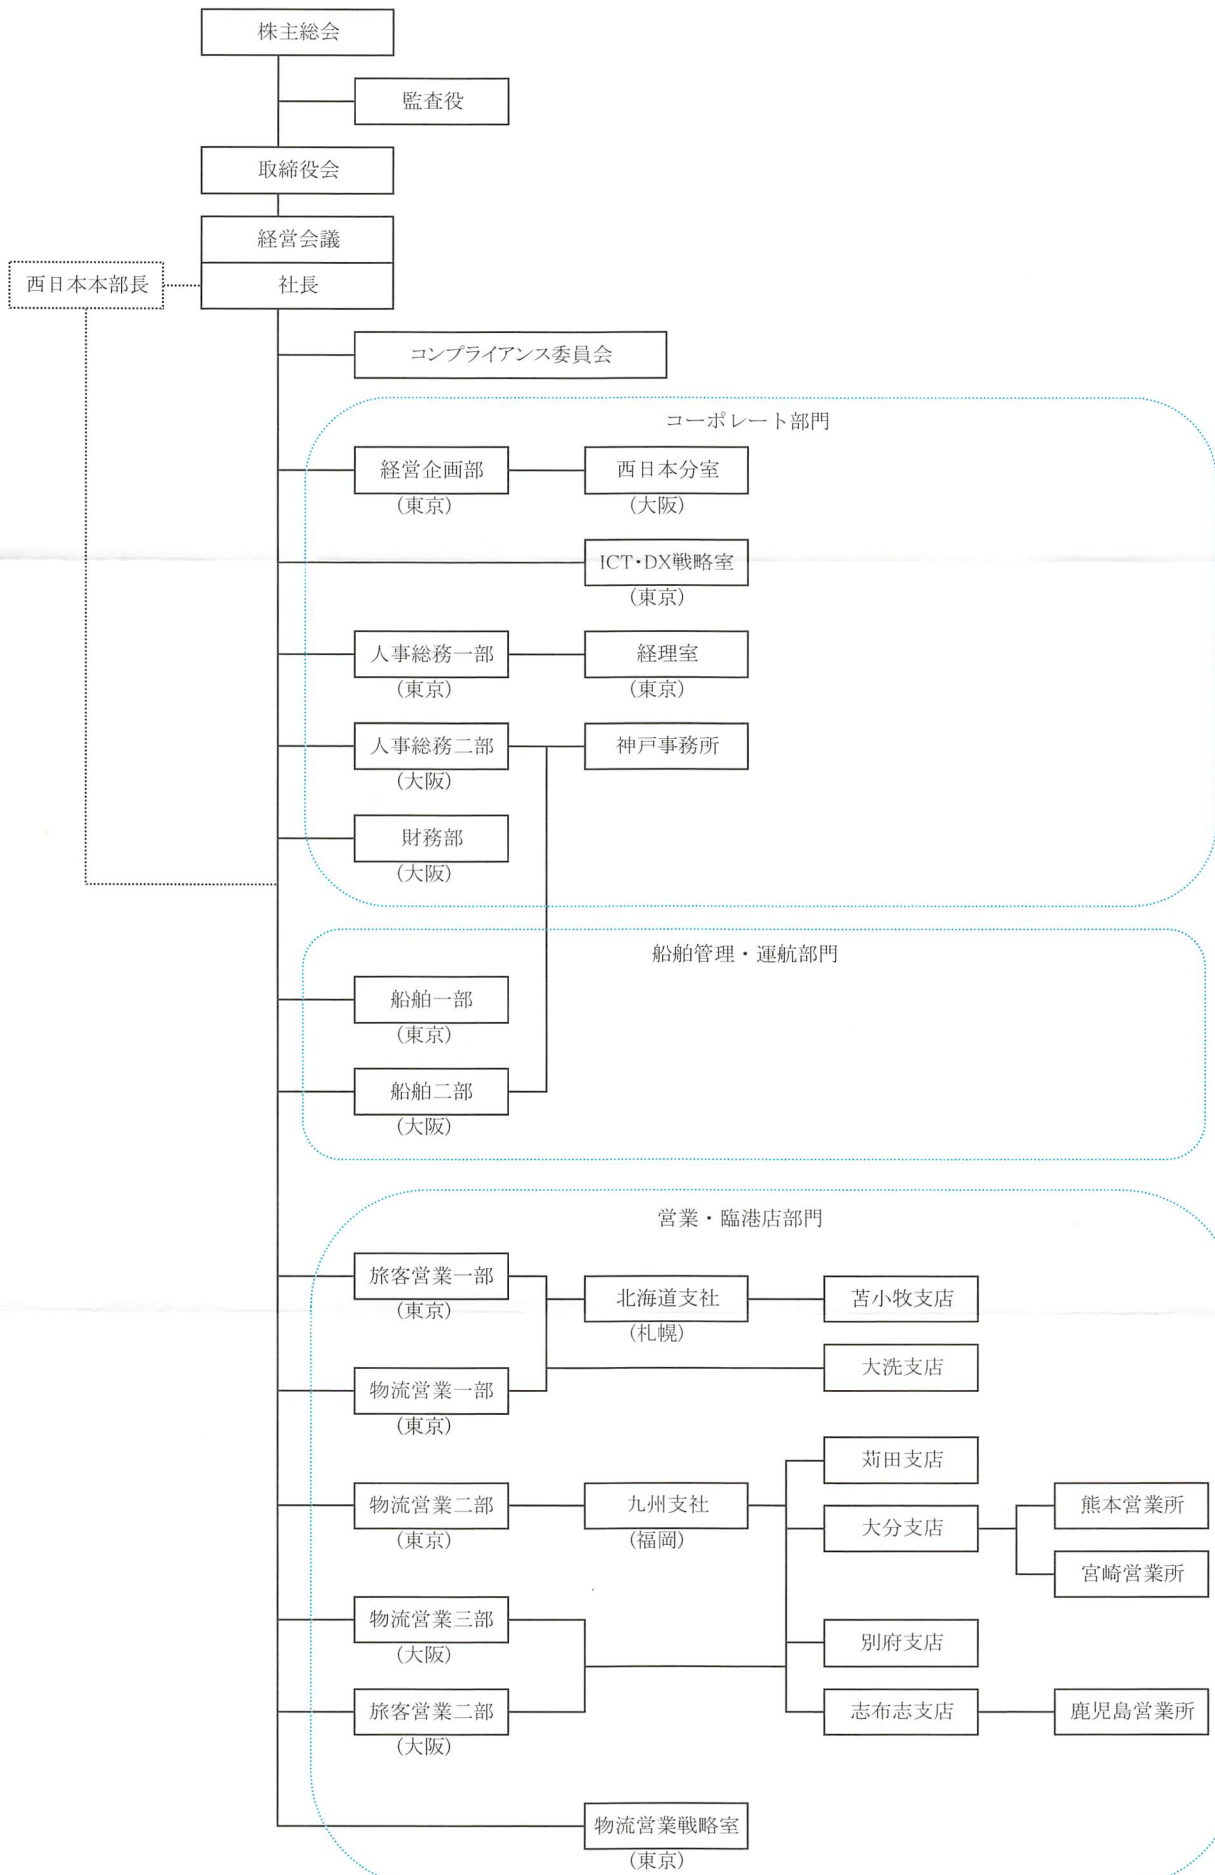 株主総会
監査役
取締役会
経営会議
西日本本部長
社長
コンプライアンス委員会
コーポレート部門
経営企画部
(東京)
西日本分室
(大阪)
ICT・DX戦略室
(東京)
人事総務一部
(東京)
経理室
(東京)
人事総務二部
(大阪)
神戸事務所
財務部
(大阪)
船舶管理・運航部門
船舶一部
(東京)
船舶二部
(大阪)
営業・臨港店部門
旅客営業一部
(東京)
北海道支社
(札幌)
苫小牧支店
大洗支店
物流営業一部
(東京)
苅田支店
物流営業二部
(東京)
九州支社
(福岡)
大分支店
熊本営業所
宮崎営業所
物流営業三部
(大阪)
別府支店
旅客営業二部
(大阪)
志布志支店
鹿児島営業所
物流営業戦略室
(東京)